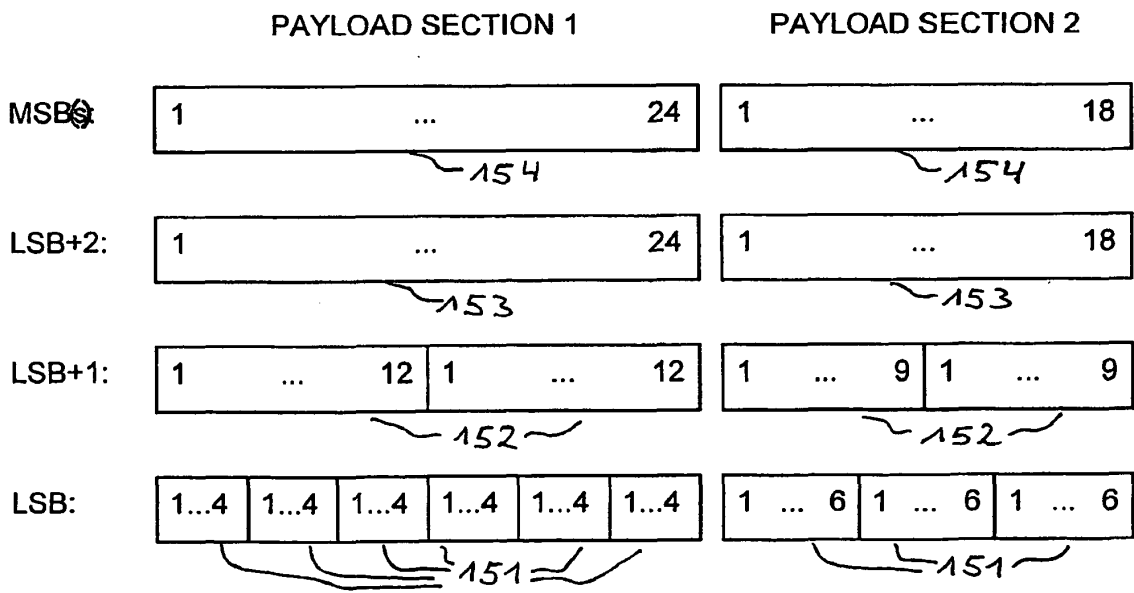 PAYLOAD SECTION 1 PAYLOAD SECTION 2
MSB(s): 1 ... 24 1 ... 18
154 154
LSB+2: 1 ... 24 1 ... 18
153 153
LSB+1: 1 ... 12 1 ... 12 1 ... 9 1 ... 9
152 152
LSB: 1...4 1...4 1...4 1...4 1...4 1...4 1 ... 6 1 ... 6 1 ... 6
151 151